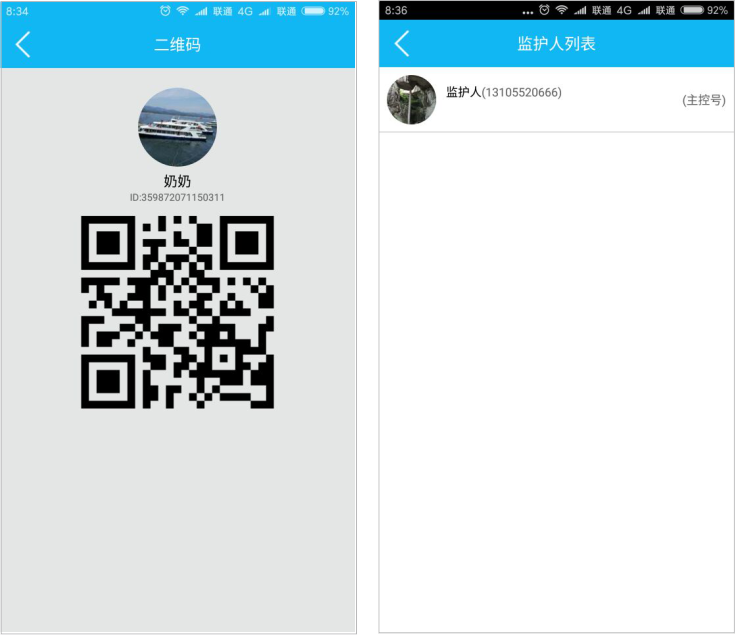 8:34 联通 4G 联通 92%
二维码
奶奶
ID:359872071150311
8:36 ... 联通 4G 联通 92%
监护人列表
监护人(13105520666)
(主控号)